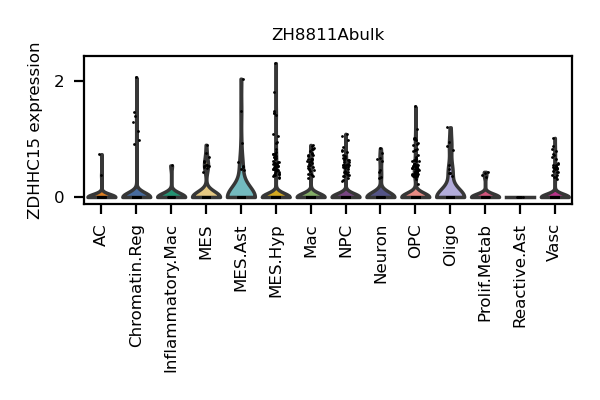 ZH8811Abulk
ZDHHC15 expression
2
0
AC
Chromatin.Reg
Inflammatory.Mac
MES
MES.Ast
MES.Hyp
Mac
NPC
Neuron
OPC
Oligo
Prolif.Metab
Reactive.Ast
Vasc